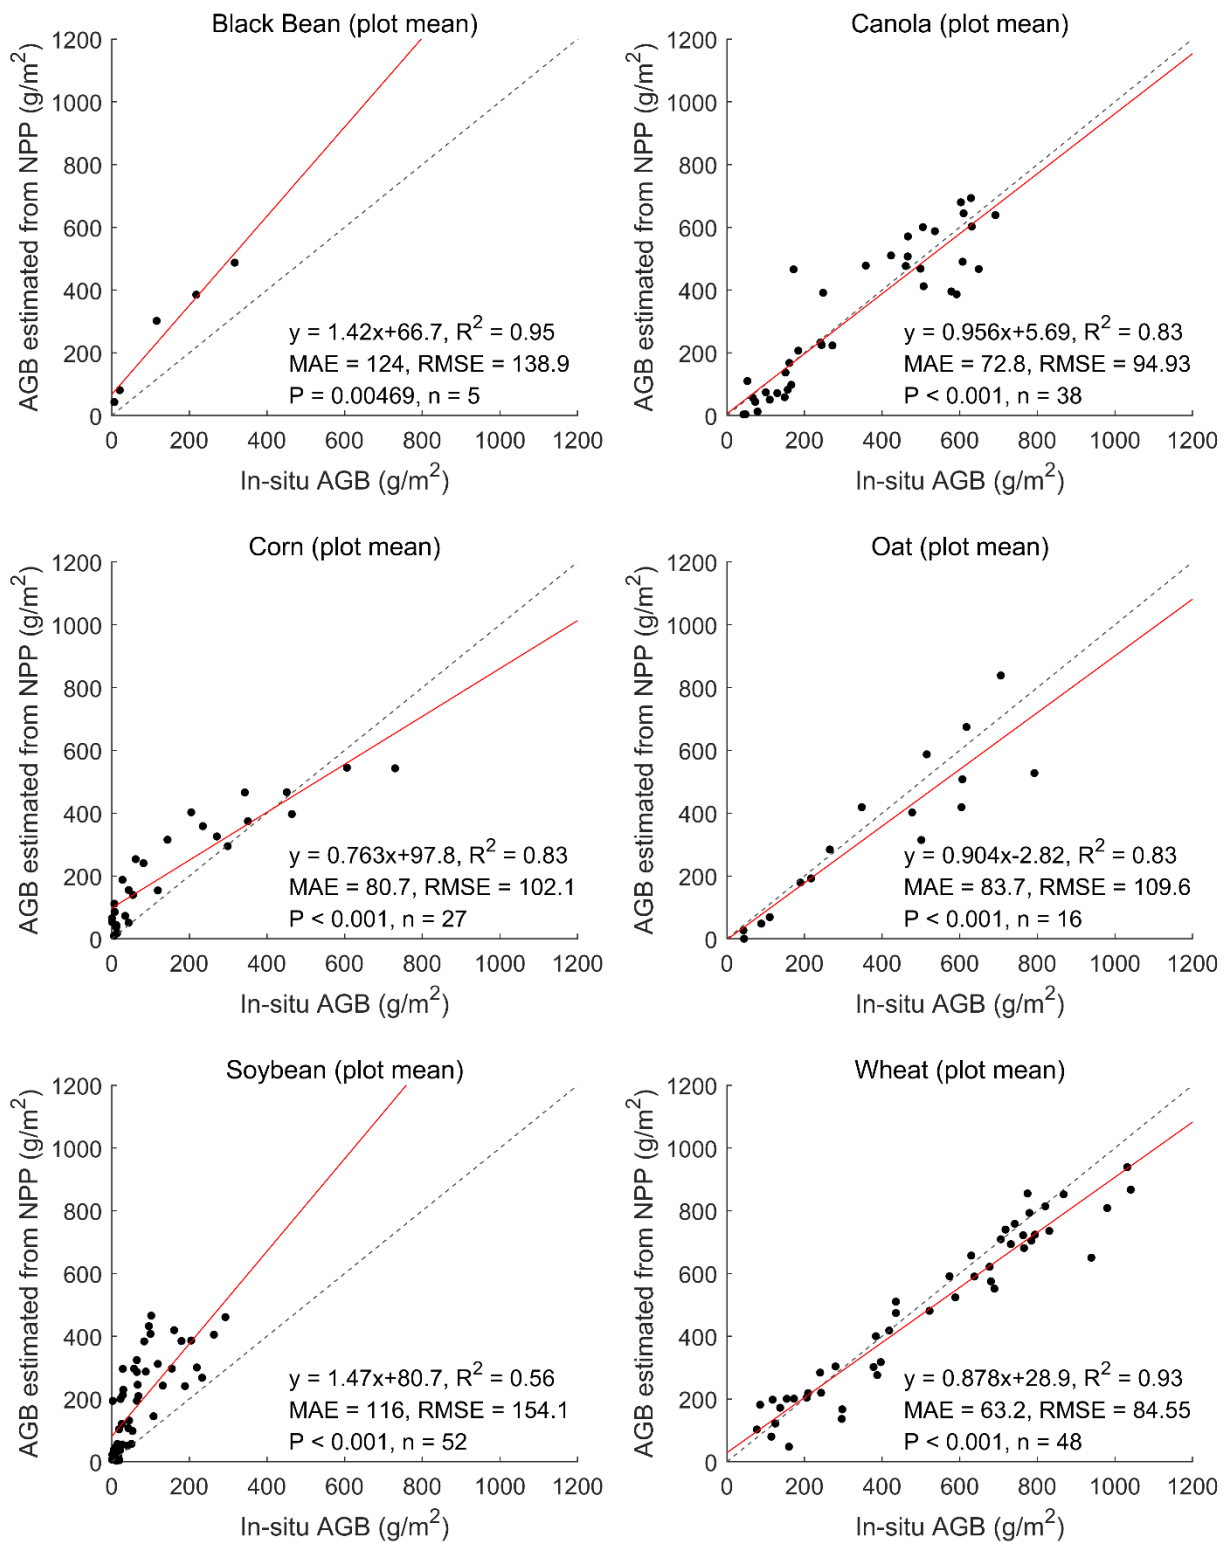 Black Bean (plot mean)
1200
1000
800
600
400
200
0
AGB estimated from NPP (g/m²)
y = 1.42x+66.7, R² = 0.95
MAE = 124, RMSE = 138.9
P = 0.00469, n = 5
0 200 400 600 800 1000 1200
In-situ AGB (g/m²)
Canola (plot mean)
1200
1000
800
600
400
200
0
AGB estimated from NPP (g/m²)
y = 0.956x+5.69, R² = 0.83
MAE = 72.8, RMSE = 94.93
P < 0.001, n = 38
0 200 400 600 800 1000 1200
In-situ AGB (g/m²)
Corn (plot mean)
1200
1000
800
600
400
200
0
AGB estimated from NPP (g/m²)
y = 0.763x+97.8, R² = 0.83
MAE = 80.7, RMSE = 102.1
P < 0.001, n = 27
0 200 400 600 800 1000 1200
In-situ AGB (g/m²)
Oat (plot mean)
1200
1000
800
600
400
200
0
AGB estimated from NPP (g/m²)
y = 0.904x-2.82, R² = 0.83
MAE = 83.7, RMSE = 109.6
P < 0.001, n = 16
0 200 400 600 800 1000 1200
In-situ AGB (g/m²)
Soybean (plot mean)
1200
1000
800
600
400
200
0
AGB estimated from NPP (g/m²)
y = 1.47x+80.7, R² = 0.56
MAE = 116, RMSE = 154.1
P < 0.001, n = 52
0 200 400 600 800 1000 1200
In-situ AGB (g/m²)
Wheat (plot mean)
1200
1000
800
600
400
200
0
AGB estimated from NPP (g/m²)
y = 0.878x+28.9, R² = 0.93
MAE = 63.2, RMSE = 84.55
P < 0.001, n = 48
0 200 400 600 800 1000 1200
In-situ AGB (g/m²)